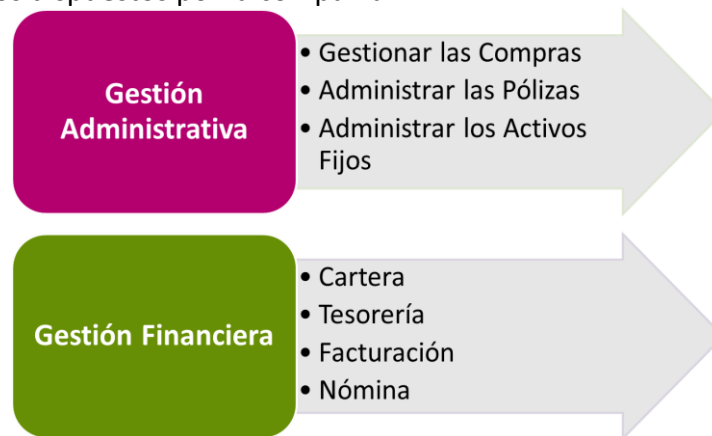 Gestión
Administrativa
• Gestionar las Compras
• Administrar las Pólizas
• Administrar los Activos
Fijos
Gestión Financiera
• Cartera
• Tesorería
• Facturación
• Nómina